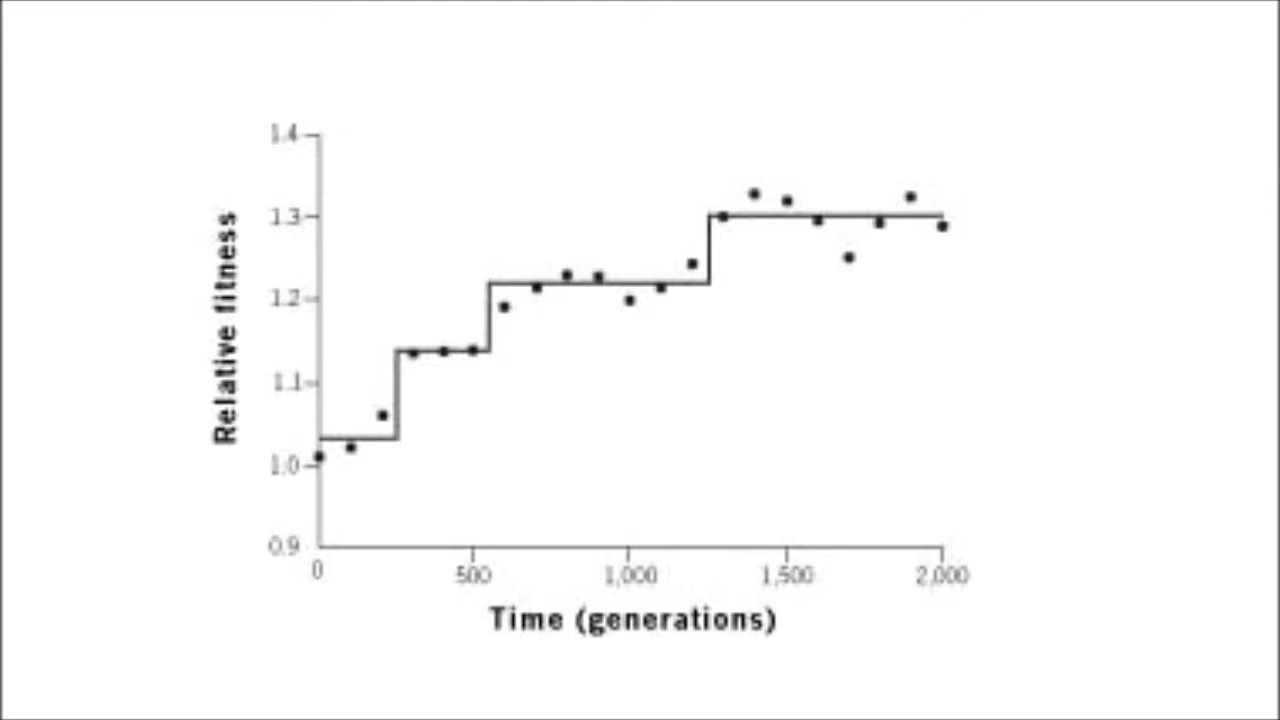 1.4
1.3
1.2
1.1
1.0
0.9
Relative fitness
0 500 1,000 1,500 2,000
Time (generations)